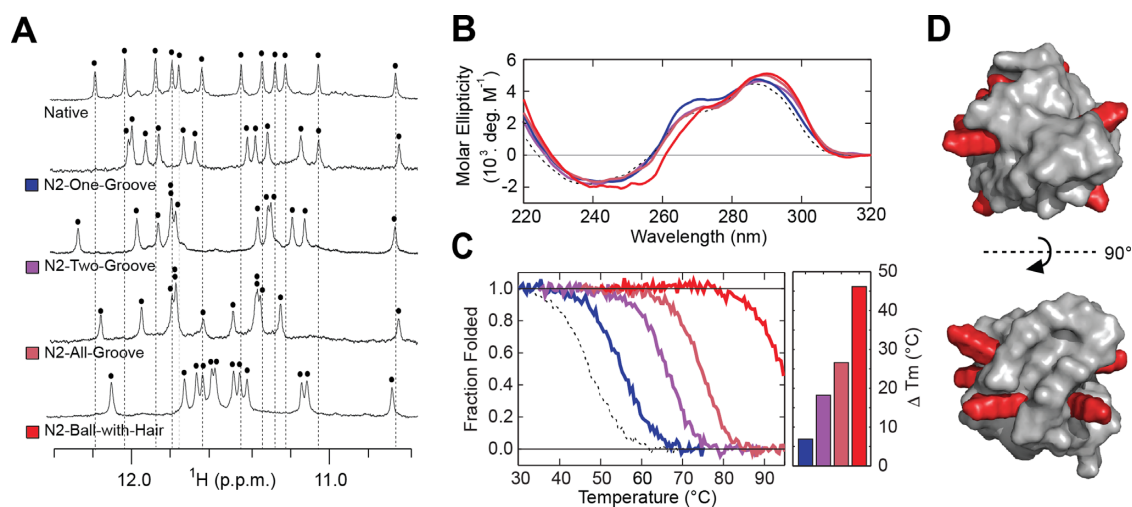 A
Native
N2-One-Groove
N2-Two-Groove
N2-All-Groove
N2-Ball-with-Hair
12.0
11.0
¹H (p.p.m.)
B
Molar Ellipticity
(10³ deg. M⁻¹)
6
4
2
0
-2
220
240
260
280
300
320
Wavelength (nm)
C
Fraction Folded
1.0
0.8
0.6
0.4
0.2
0.0
30
40
50
60
70
80
90
Temperature (°C)
50
40
30
20
10
0
Δ Tm (°C)
D
90°